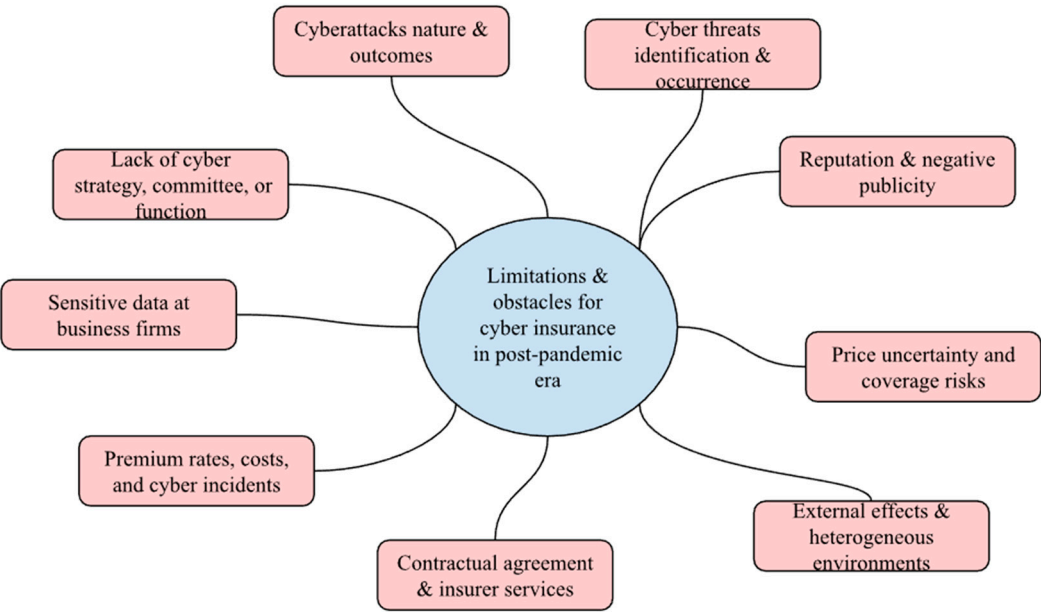 Cyberattacks nature &
outcomes
Cyber threats
identification &
occurrence
Lack of cyber
strategy, committee, or
function
Reputation & negative
publicity
Sensitive data at
business firms
Limitations &
obstacles for
cyber insurance
in post-pandemic
era
Price uncertainty and
coverage risks
Premium rates, costs,
and cyber incidents
External effects &
heterogeneous
environments
Contractual agreement
& insurer services